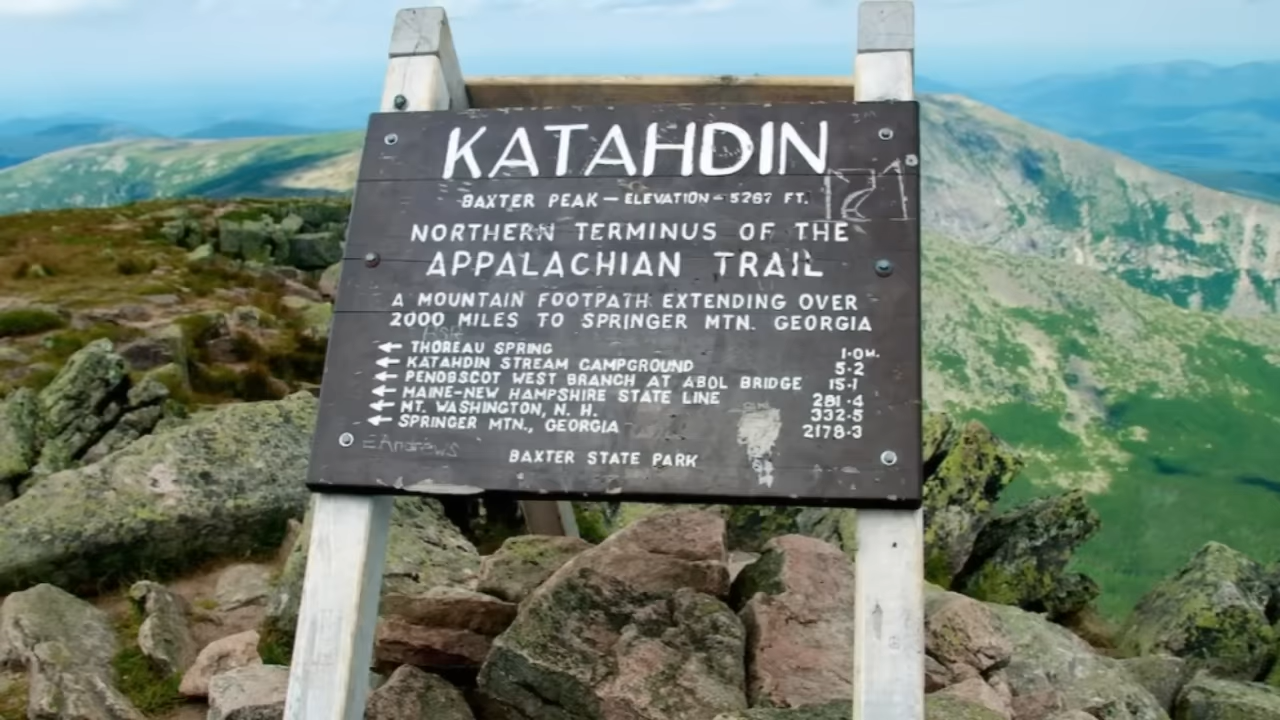 KATAHDIN
BAXTER PEAK — ELEVATION — 5267 FT.
NORTHERN TERMINUS OF THE
APPALACHIAN TRAIL
A MOUNTAIN FOOTPATH EXTENDING OVER
2000 MILES TO SPRINGER MTN. GEORGIA
ASH
← THOREAU SPRING 1·0 M.
← KATAHDIN STREAM CAMPGROUND 5·2
← PENOBSCOT WEST BRANCH AT ABOL BRIDGE 15·1
← MAINE-NEW HAMPSHIRE STATE LINE 281·4
← MT. WASHINGTON, N. H. 332·5
← SPRINGER MTN., GEORGIA 2178·3
E Andrews
BAXTER STATE PARK